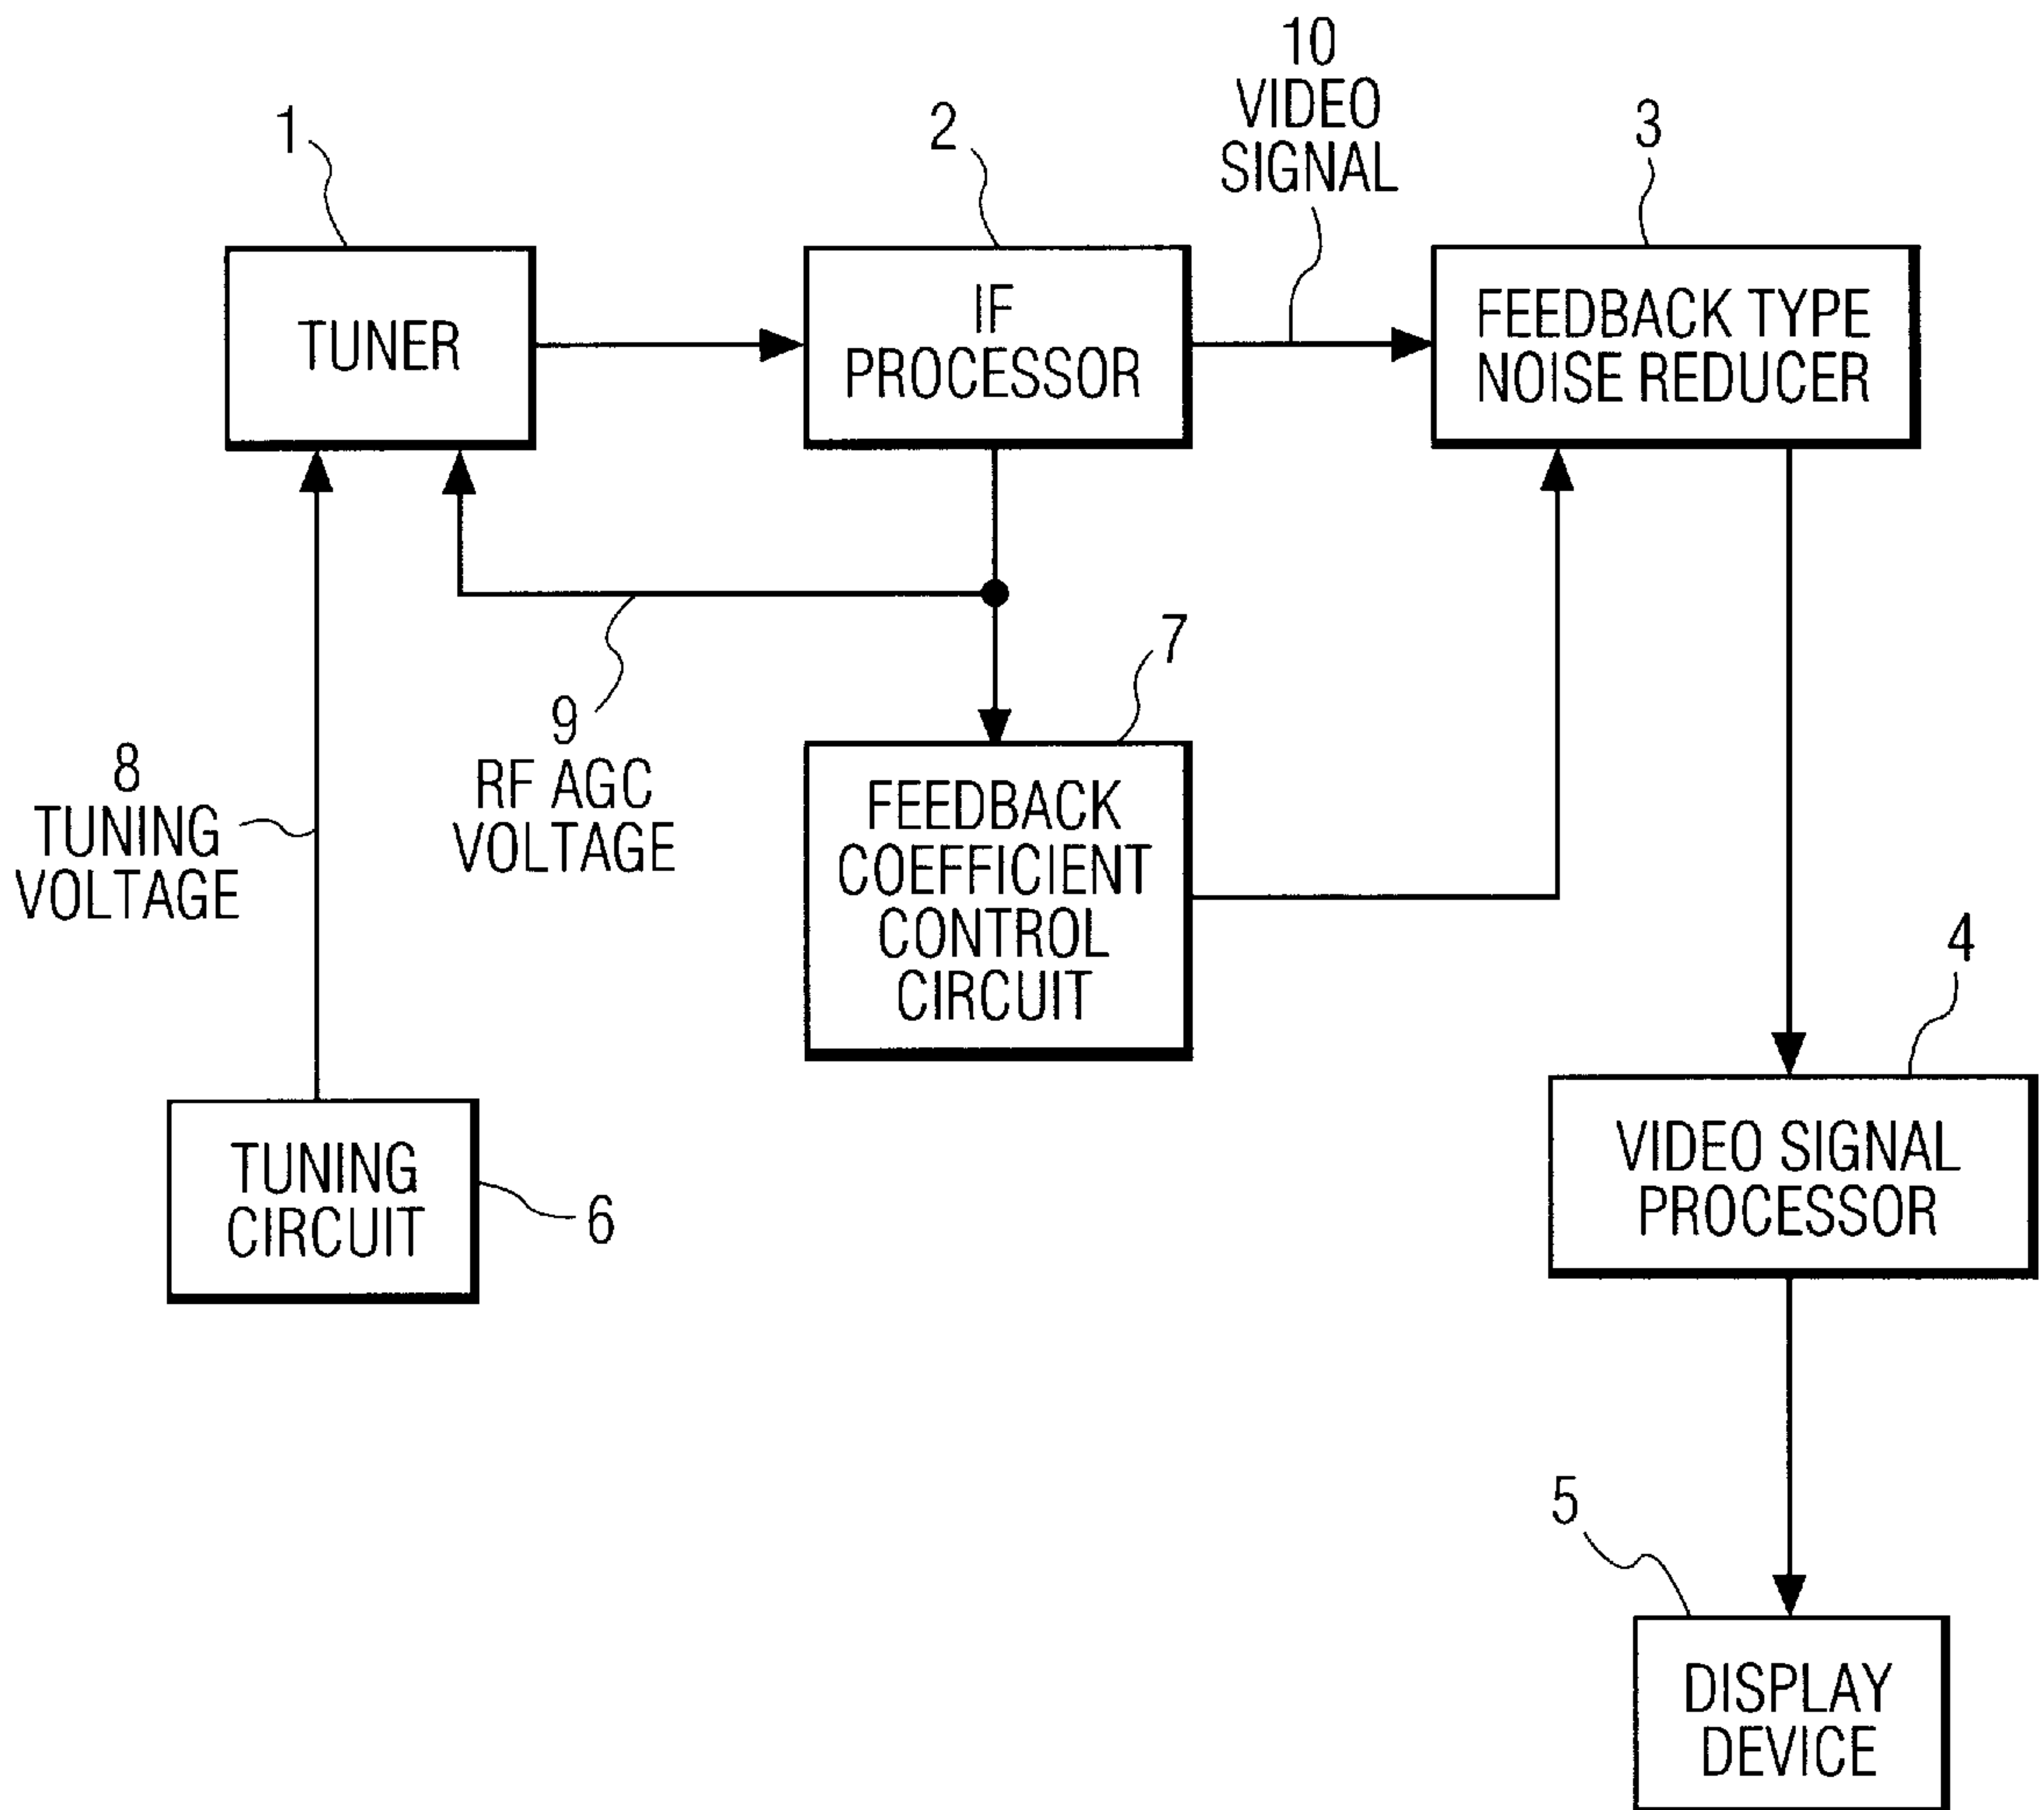 10
VIDEO
SIGNAL
1
2
3
TUNER
IF
PROCESSOR
FEEDBACK TYPE
NOISE REDUCER
7
9
RF AGC
VOLTAGE
8
TUNING
VOLTAGE
FEEDBACK
COEFFICIENT
CONTROL
CIRCUIT
4
TUNING
CIRCUIT
6
VIDEO SIGNAL
PROCESSOR
5
DISPLAY
DEVICE